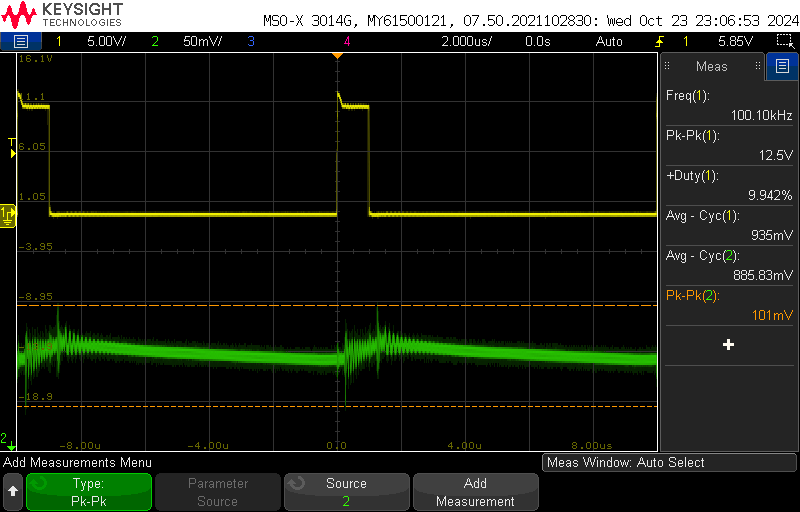 KEYSIGHT
TECHNOLOGIES
MSO-X 3014G, MY61500121, 07.50.2021102830: Wed Oct 23 23:06:53 2024
1 5.00V/ 2 50mV/ 3 4 2.000us/ 0.0s Auto 1 5.85V
16.1V
1.1
T
6.05
1.05
1
-3.95
-8.95
-18.9
2
-8.00u -4.00u 0.0 4.00u 8.00us
Meas
Freq(1):
100.10kHz
Pk-Pk(1):
12.5V
+Duty(1):
9.942%
Avg - Cyc(1):
935mV
Avg - Cyc(2):
885.83mV
Pk-Pk(2):
101mV
Add Measurements Menu
Meas Window: Auto Select
Type:
Pk-Pk
Parameter
Source
Source
2
Add
Measurement